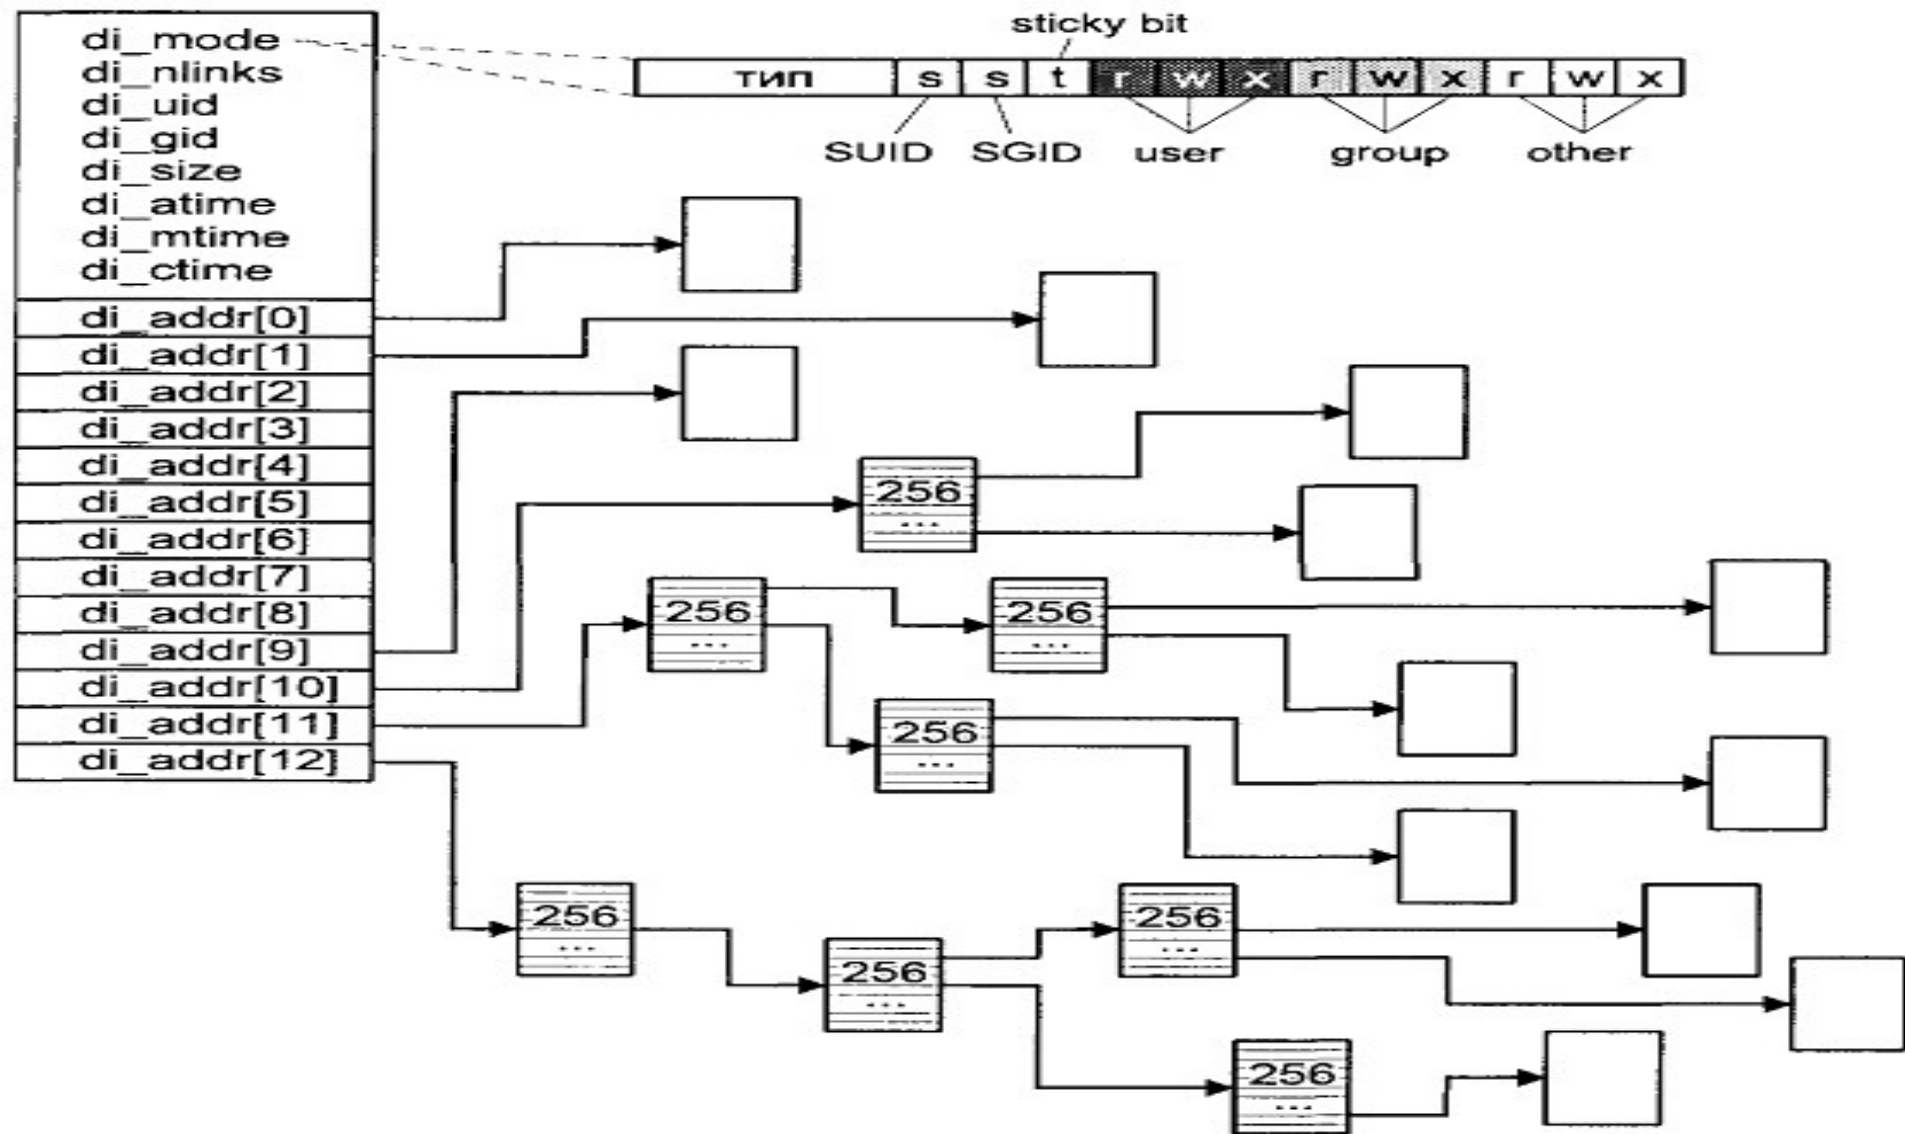 di_mode
di_nlinks
di_uid
di_gid
di_size
di_atime
di_mtime
di_ctime
di_addr[0]
di_addr[1]
di_addr[2]
di_addr[3]
di_addr[4]
di_addr[5]
di_addr[6]
di_addr[7]
di_addr[8]
di_addr[9]
di_addr[10]
di_addr[11]
di_addr[12]
sticky bit
тип s s t r w x r w x r w x
SUID SGID user group other
256
...
256
...
256
...
256
...
256
...
256
...
256
...
256
...